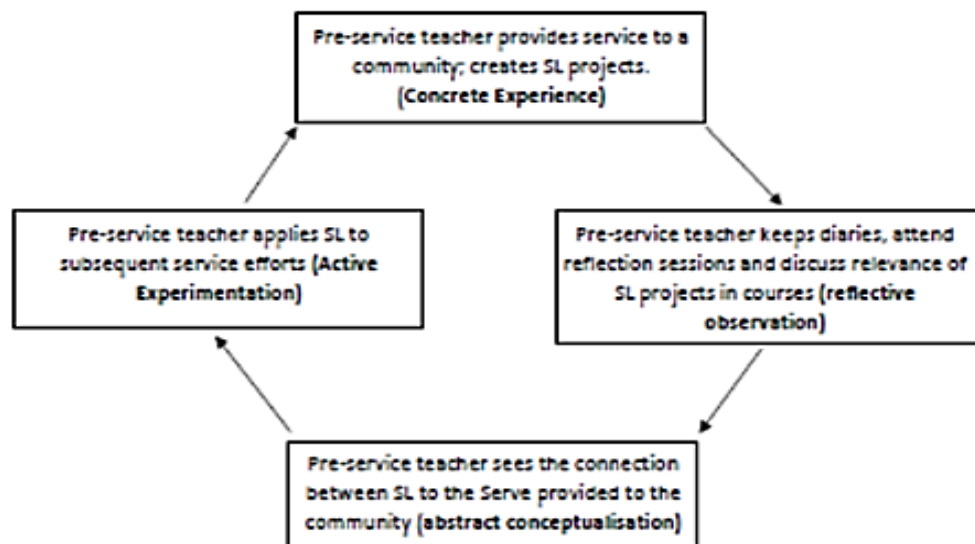 Pre-service teacher provides service to a
community; creates SL projects.
(Concrete Experience)
Pre-service teacher applies SL to
subsequent service efforts (Active
Experimentation)
Pre-service teacher keeps diaries, attend
reflection sessions and discuss relevance of
SL projects in courses (reflective
observation)
Pre-service teacher sees the connection
between SL to the Serve provided to the
community (abstract conceptualisation)